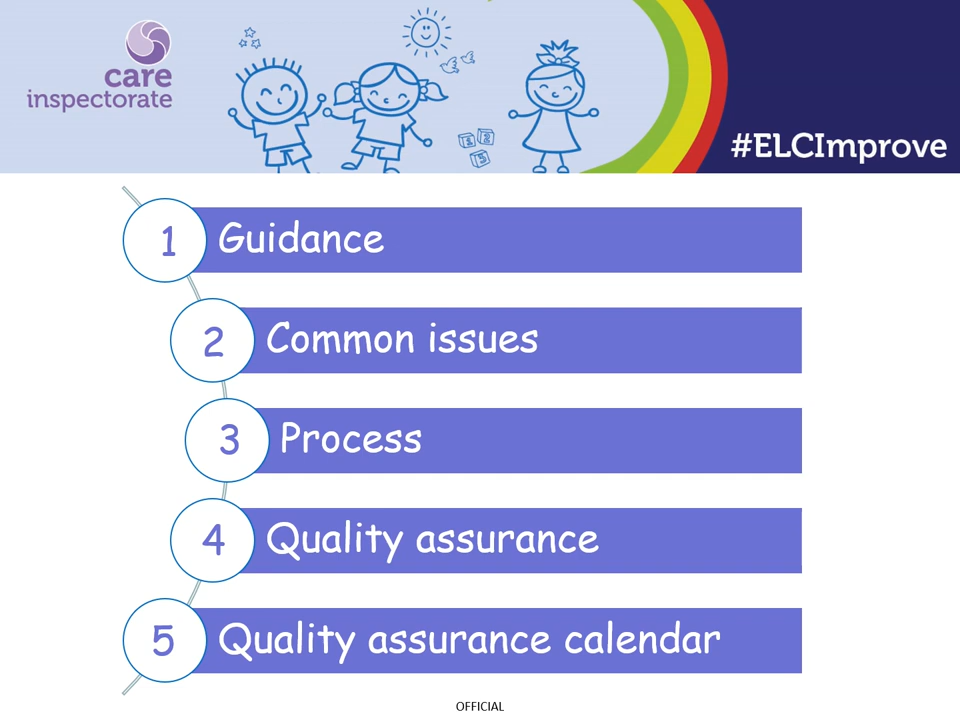 care
inspectorate
#ELCImprove
1 Guidance
2 Common issues
3 Process
4 Quality assurance
5 Quality assurance calendar
OFFICIAL